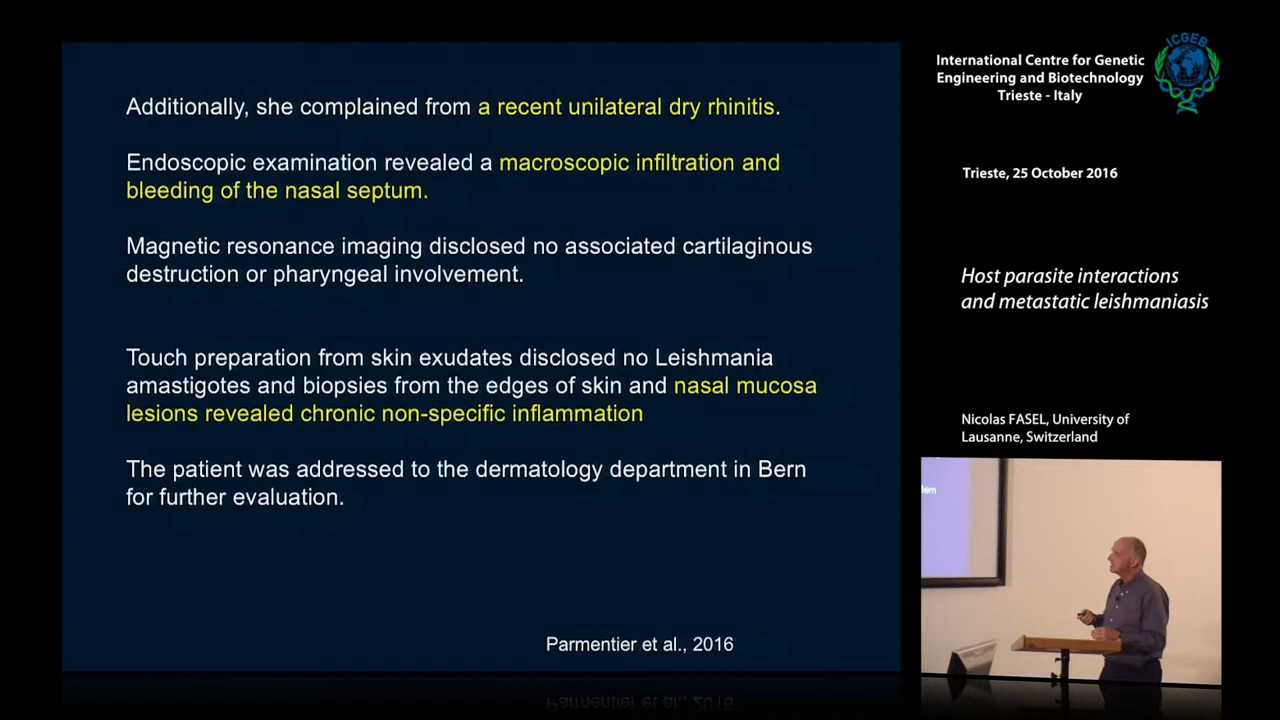 Additionally, she complained from a recent unilateral dry rhinitis.
Endoscopic examination revealed a macroscopic infiltration and
bleeding of the nasal septum.
Magnetic resonance imaging disclosed no associated cartilaginous
destruction or pharyngeal involvement.
Touch preparation from skin exudates disclosed no Leishmania
amastigotes and biopsies from the edges of skin and nasal mucosa
lesions revealed chronic non-specific inflammation
The patient was addressed to the dermatology department in Bern
for further evaluation.
Parmentier et al., 2016
International Centre for Genetic
Engineering and Biotechnology
Trieste - Italy
ICGEB
Trieste, 25 October 2016
Host parasite interactions
and metastatic leishmaniasis
Nicolas FASEL, University of
Lausanne, Switzerland
Bern